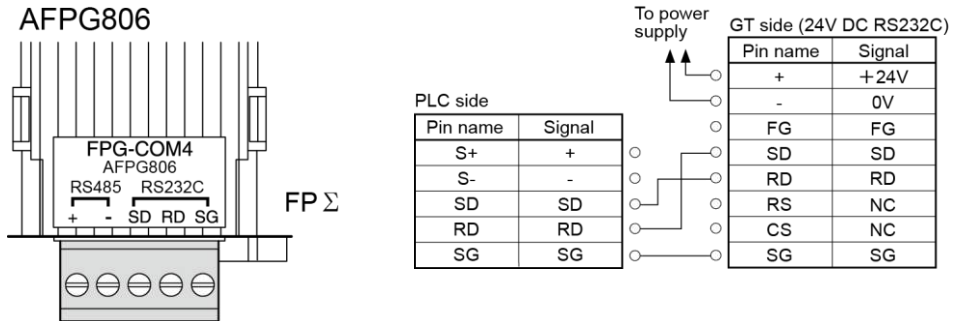 AFPG806
FPG-COM4
AFPG806
RS485 RS232C
+ - SD RD SG
FP Σ
PLC side
Pin name Signal
S+ +
S- -
SD SD
RD RD
SG SG
To power
supply
GT side (24V DC RS232C)
Pin name Signal
+ +24V
- 0V
FG FG
SD SD
RD RD
RS NC
CS NC
SG SG